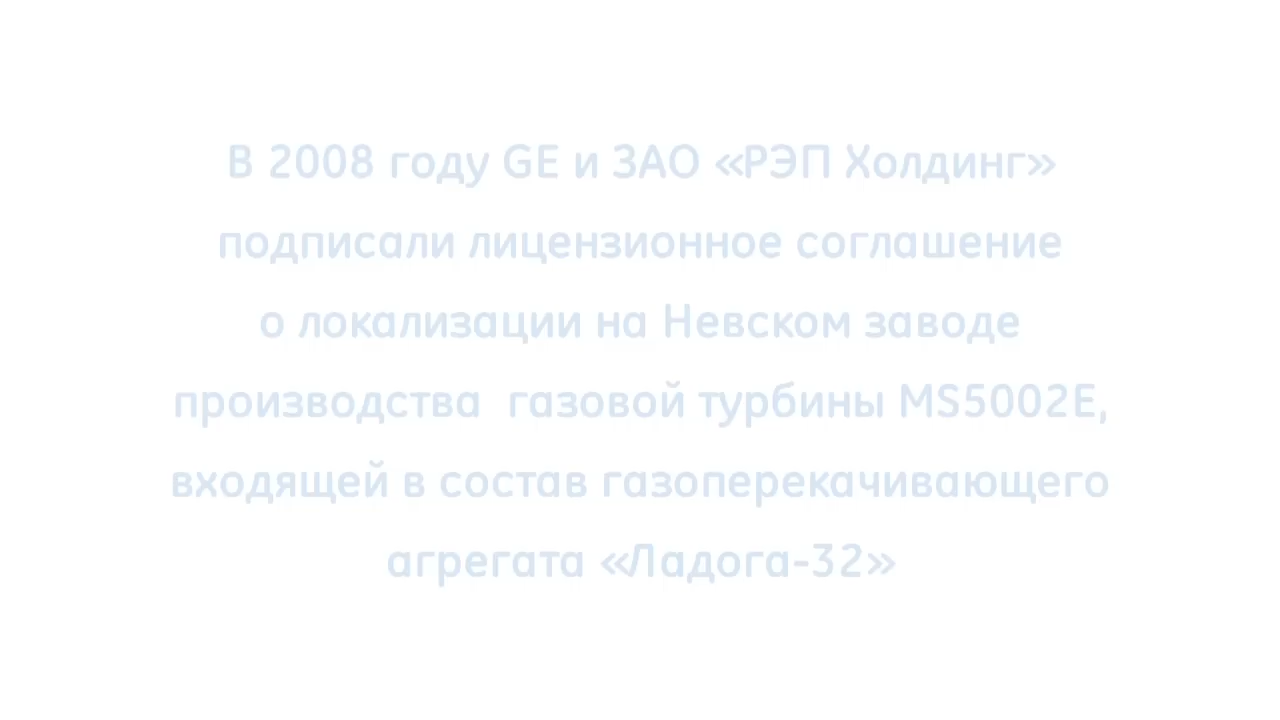 В 2008 году GE и ЗАО «РЭП Холдинг»
подписали лицензионное соглашение
о локализации на Невском заводе
производства  газовой турбины MS5002E,
входящей в состав газоперекачивающего
агрегата «Ладога-32»